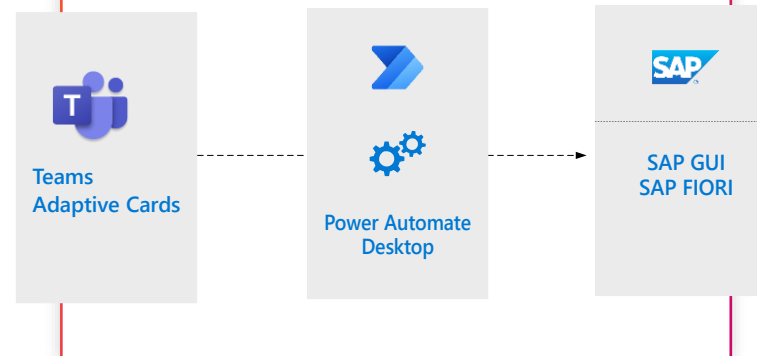 T
Teams
Adaptive Cards
Power Automate
Desktop
SAP
SAP GUI
SAP FIORI